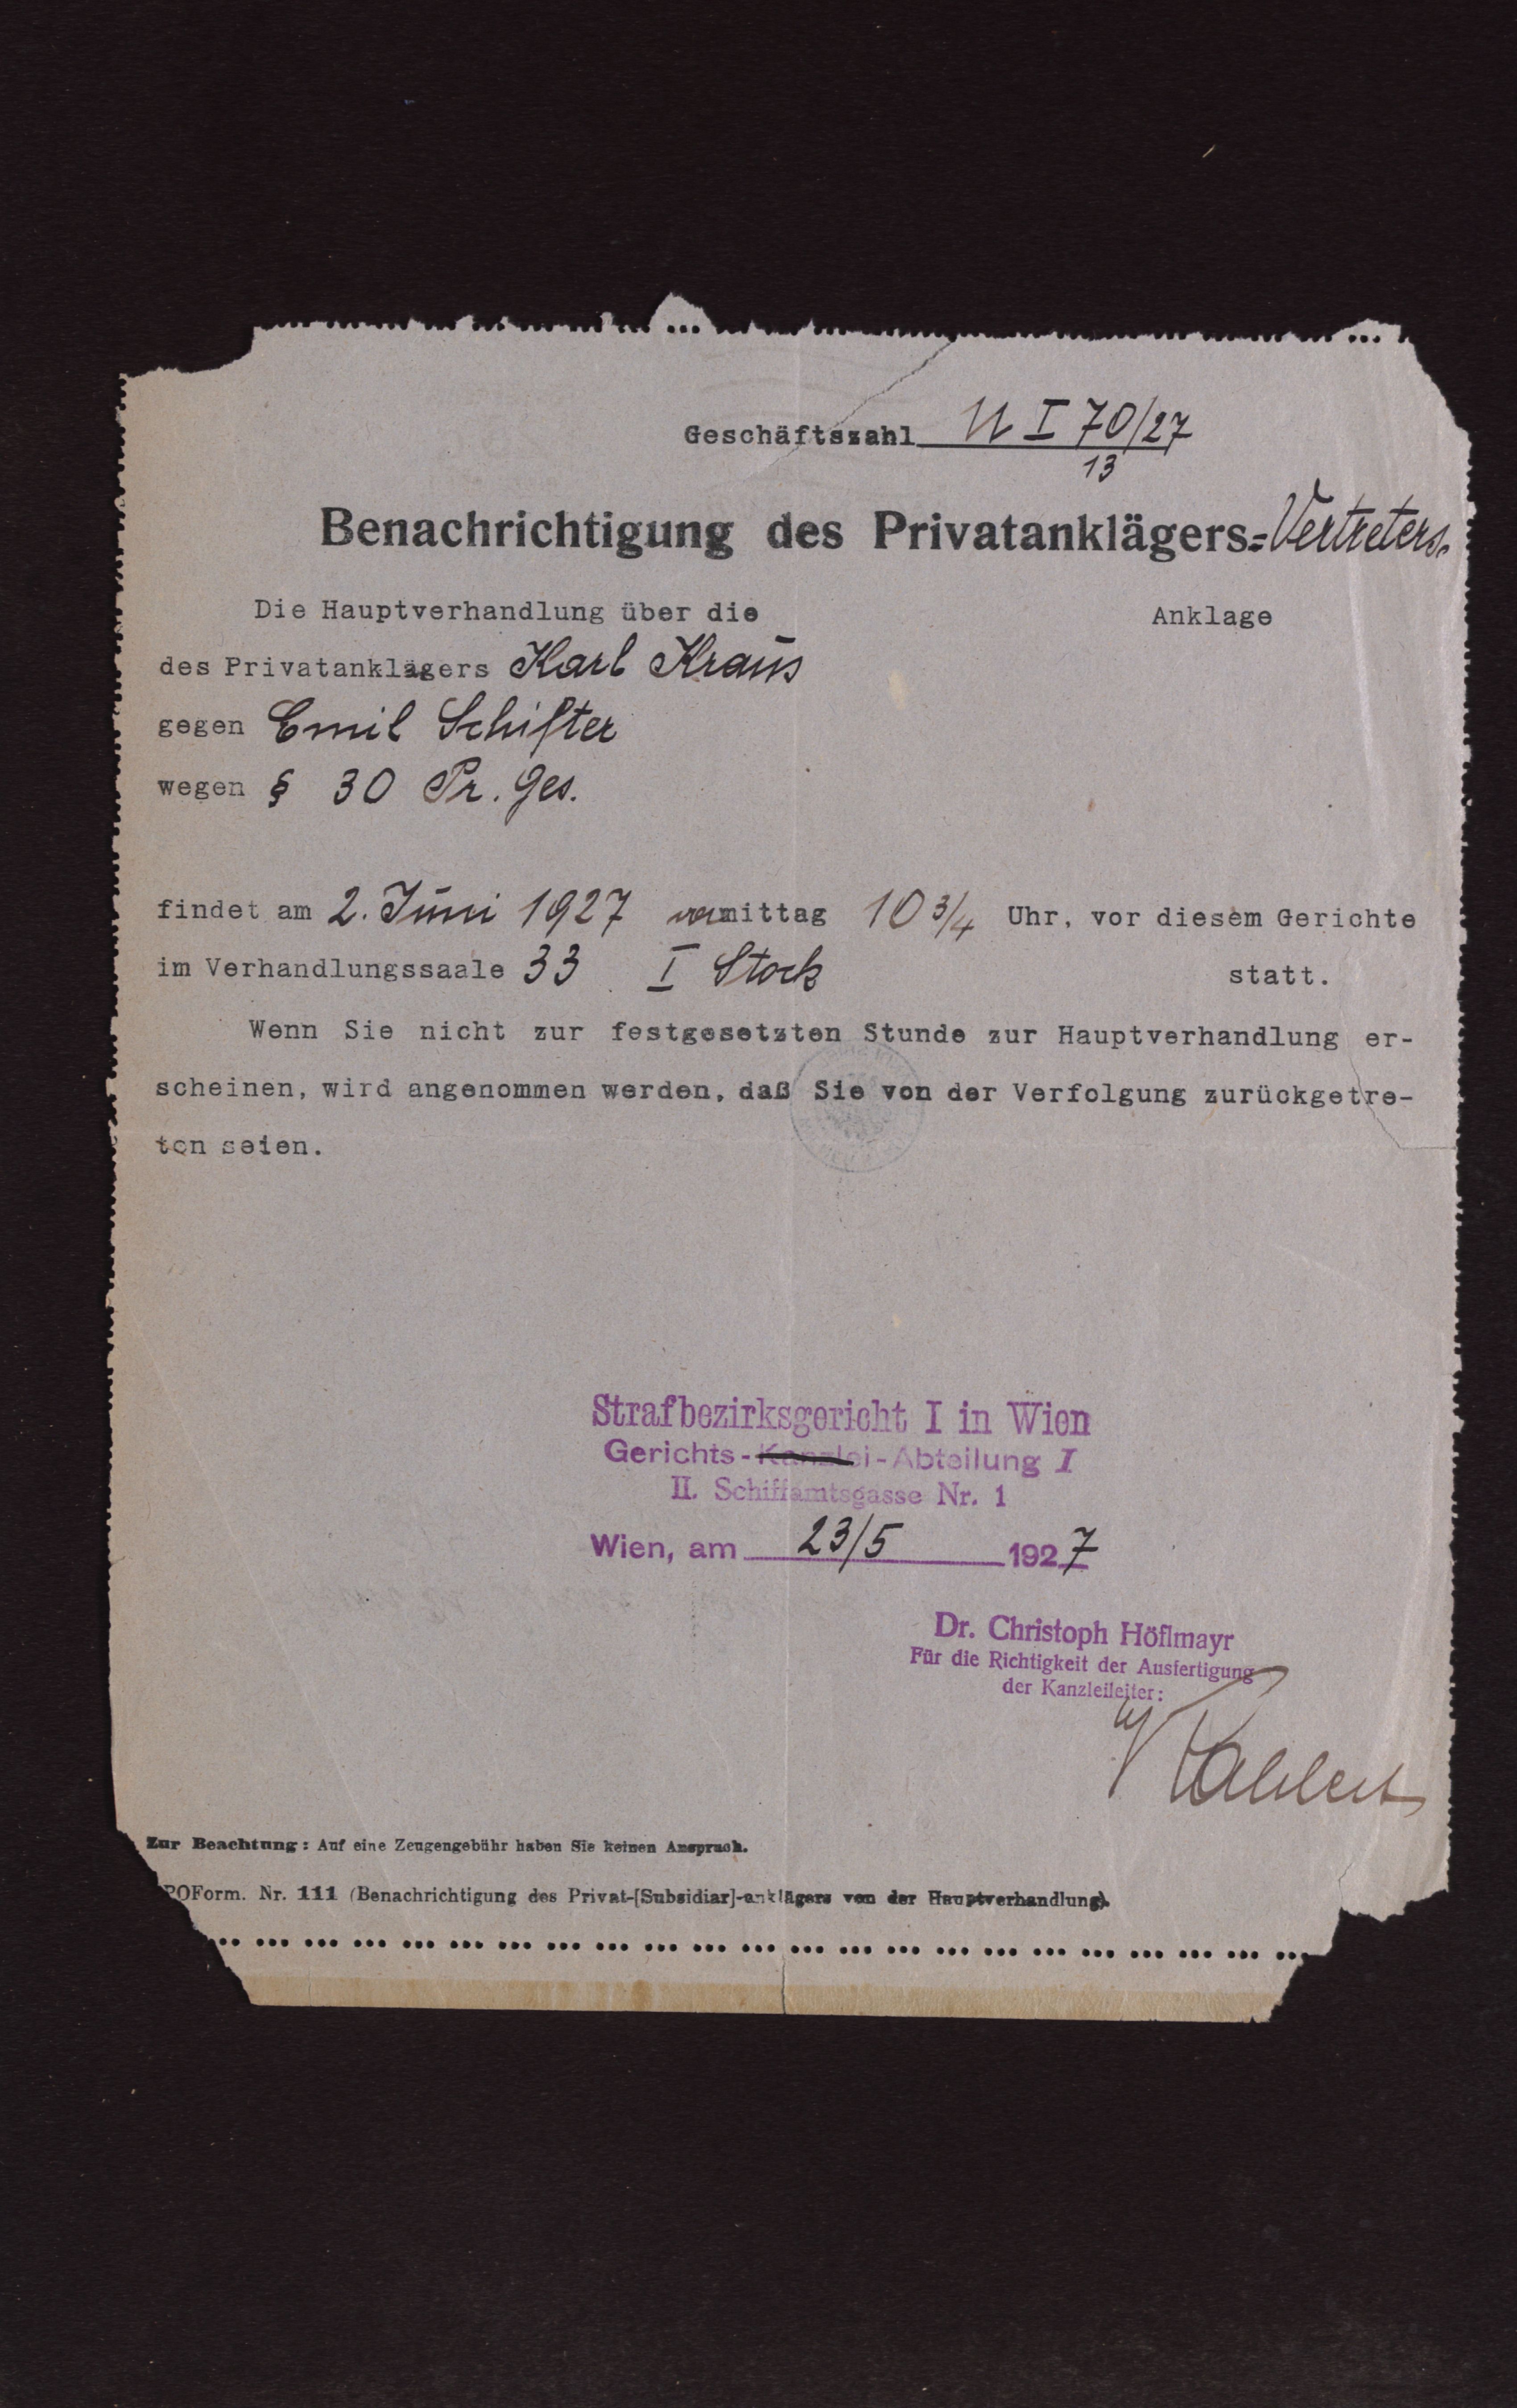 Geschäftszahl U I 70/27
13
Benachrichtigung des Privatanklägers=Vertreters.
Die Hauptverhandlung über die Anklage
des Privatanklägers Karl Kraus
gegen Emil Schifter
wegen § 30 Pr. Ges.
findet am 2. Juni 1927 vormittag 10 3/4 Uhr, vor diesem Gerichte
im Verhandlungssaale 33 I Stock statt.
Wenn Sie nicht zur festgesetzten Stunde zur Hauptverhandlung er-
scheinen, wird angenommen werden, daß Sie von der Verfolgung zurückgetre-
ten seien.
Strafbezirksgericht I in Wien
Gerichts-Kanzlei-Abteilung I
II. Schiffamtsgasse Nr. 1
Wien, am 23/5 1927
Dr. Christoph Höflmayr
Für die Richtigkeit der Ausfertigung
der Kanzleileiter:
Zur Beachtung: Auf eine Zeugengebühr haben Sie keinen Anspruch.
POForm. Nr. 111 (Benachrichtigung des Privat-[Subsidiar]-anklägers von der Hauptverhandlung).